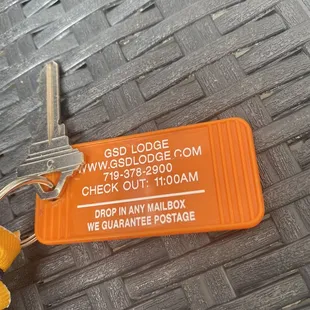 GSD LODGE
WWW.GSDLODGE.COM
719-378-2900
CHECK OUT: 11:00AM
DROP IN ANY MAILBOX
WE GUARANTEE POSTAGE